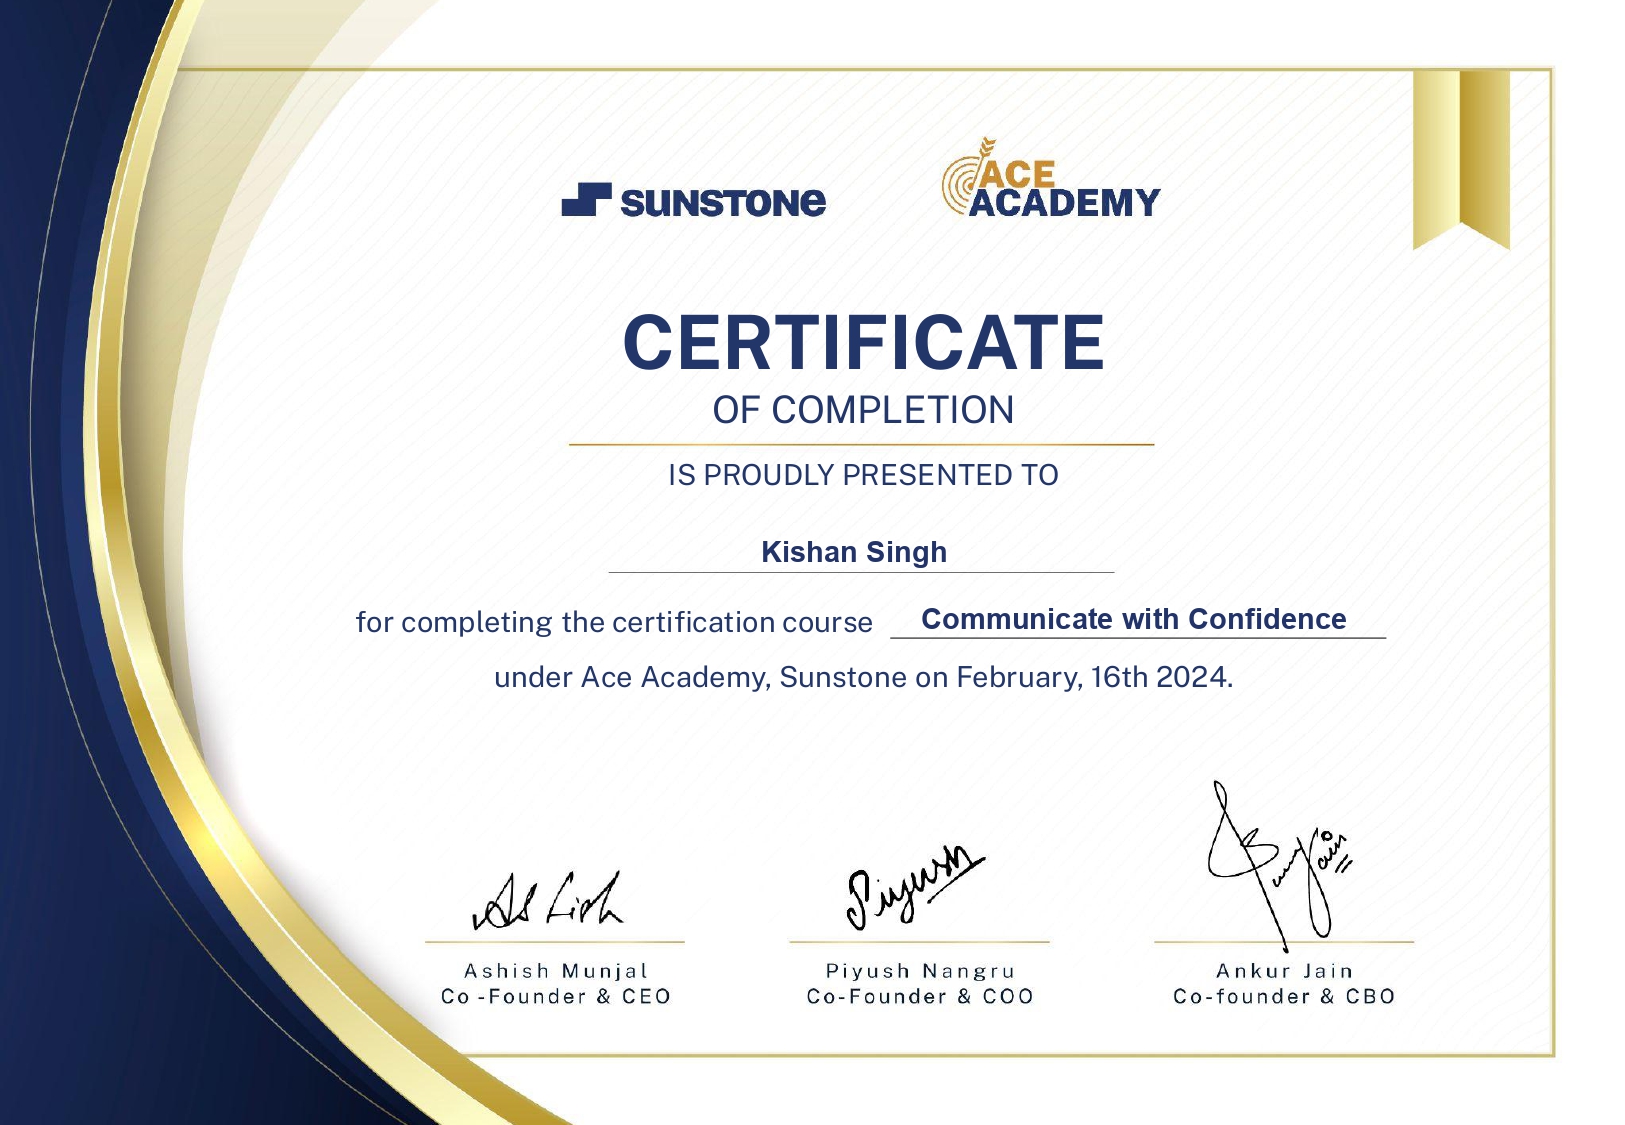 SUNSTONE
ACE
ACADEMY
CERTIFICATE
OF COMPLETION
IS PROUDLY PRESENTED TO
Kishan Singh
for completing the certification course Communicate with Confidence
under Ace Academy, Sunstone on February, 16th 2024.
Piyush
Jain
Ashish Munjal
Co -Founder & CEO
Piyush Nangru
Co-Founder & COO
Ankur Jain
Co-founder & CBO